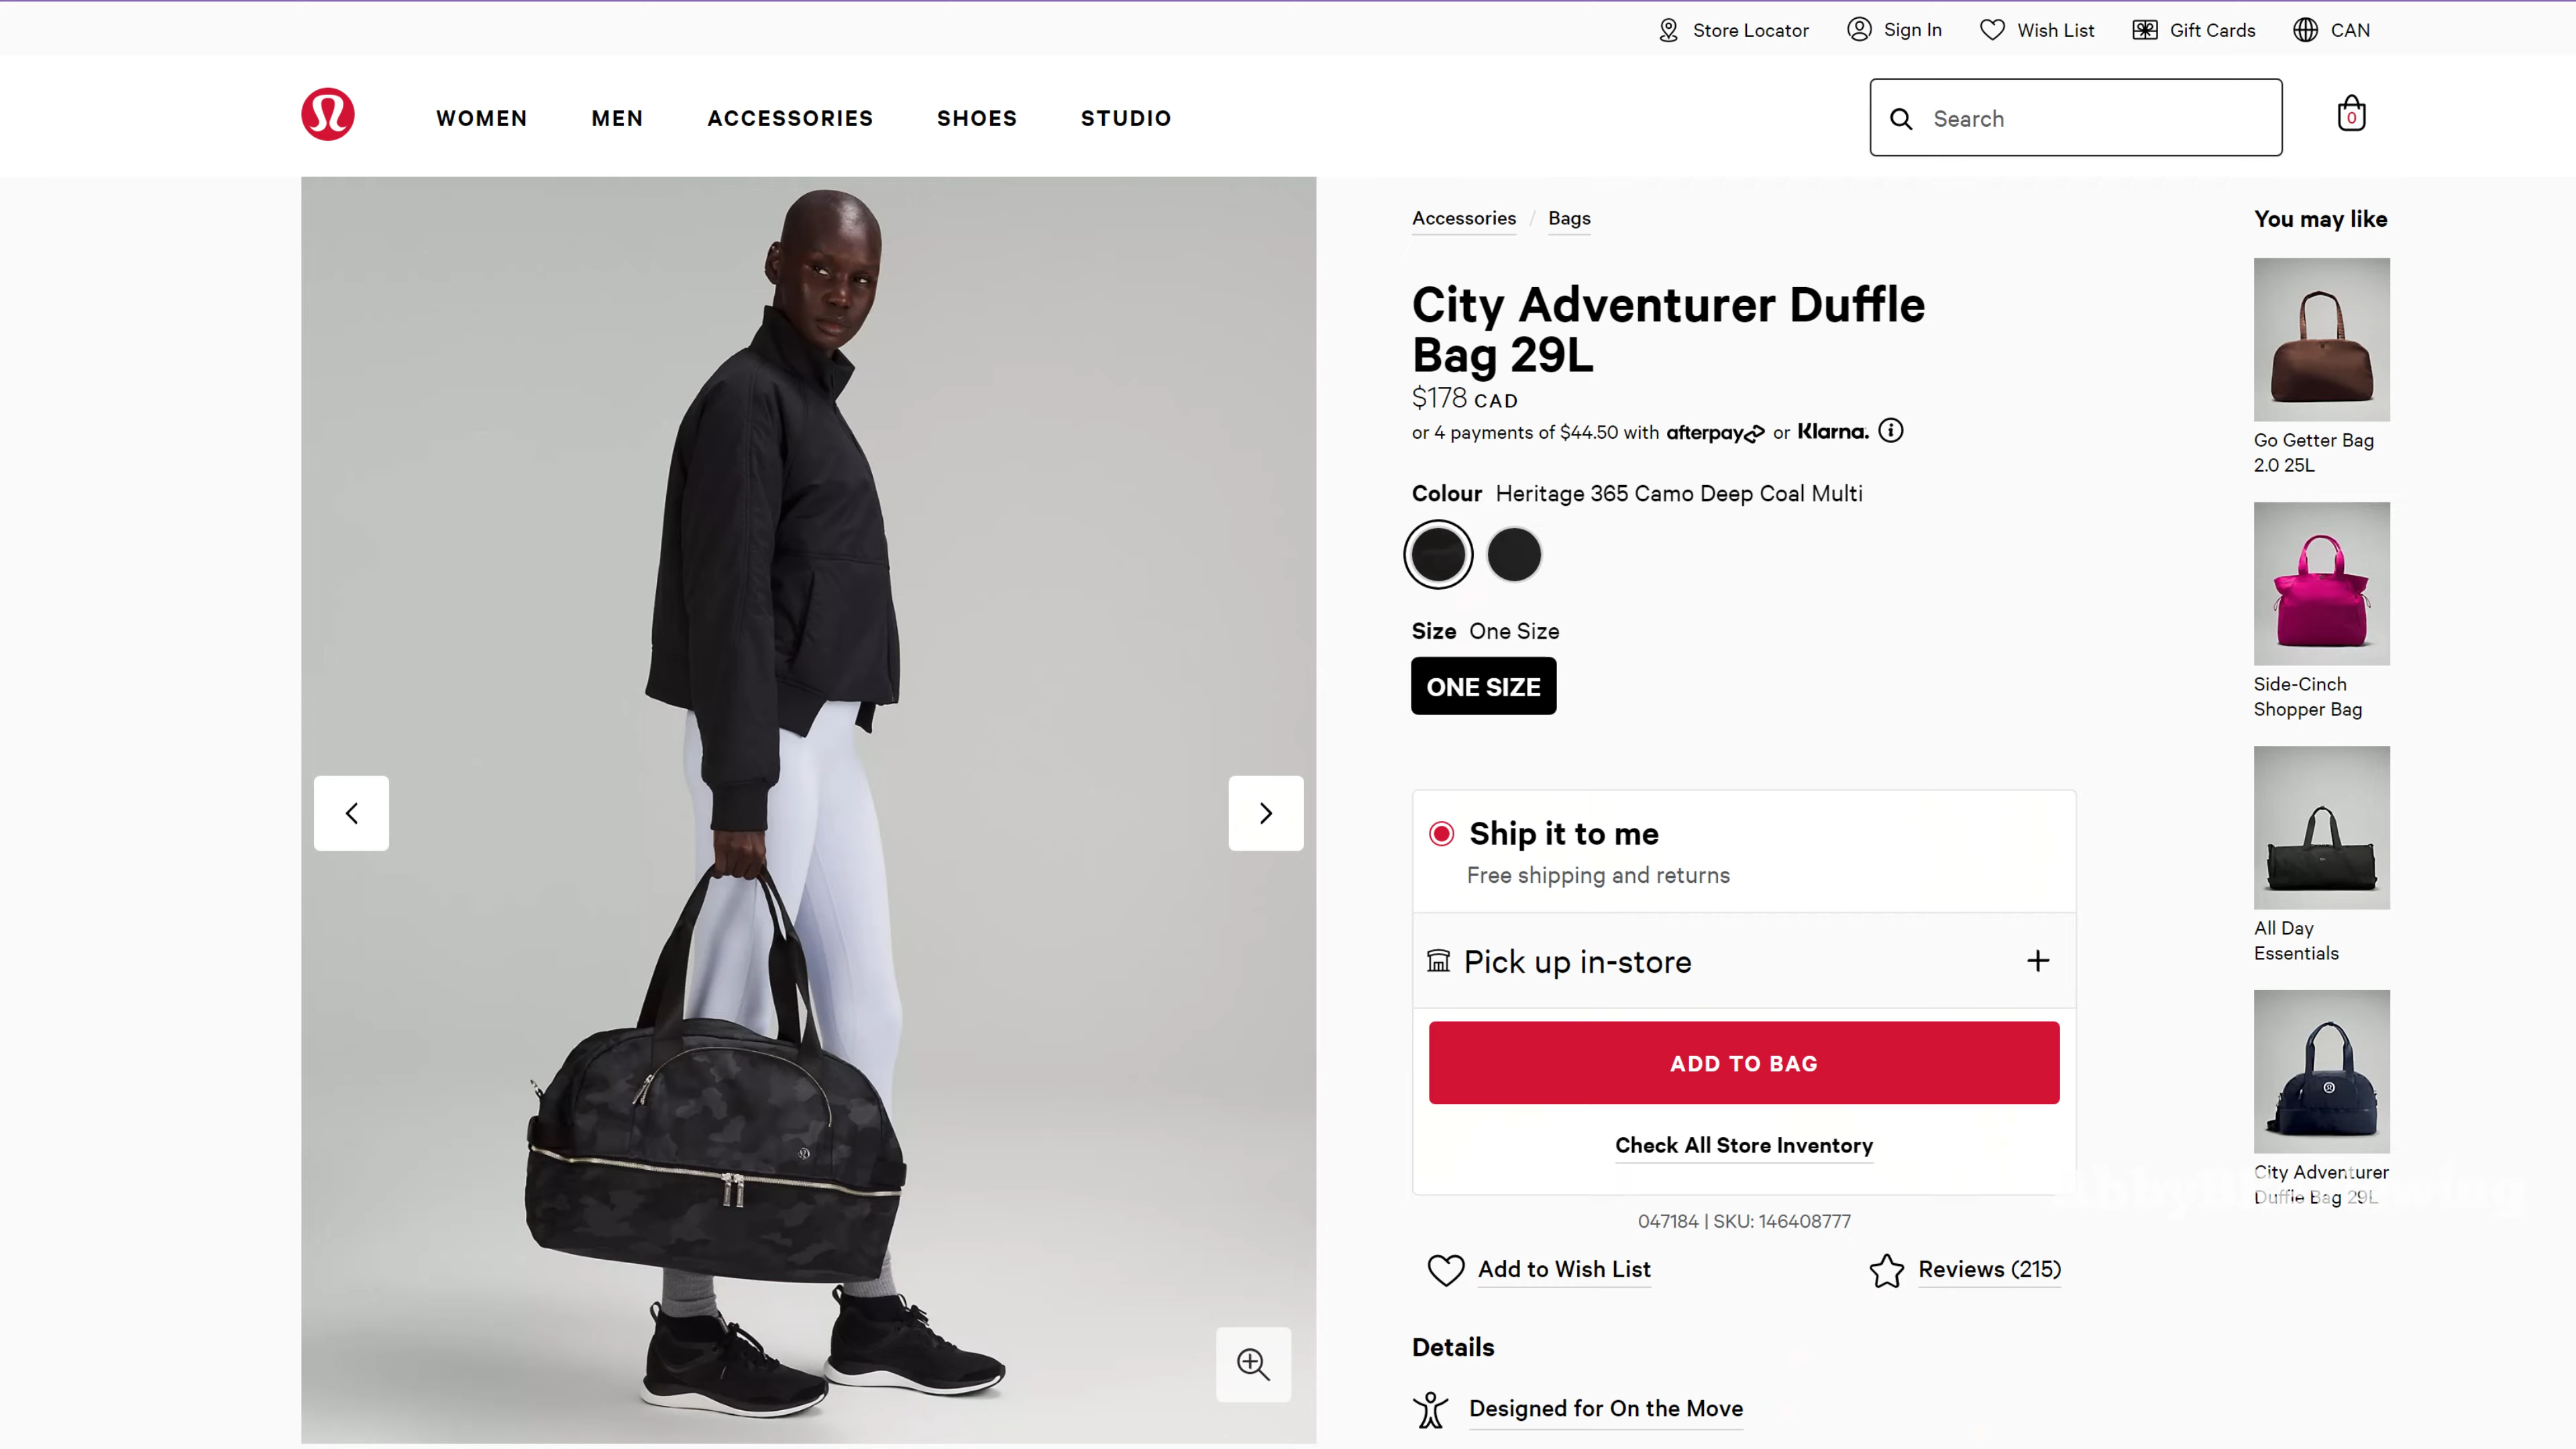 Store Locator
Sign In
Wish List
Gift Cards
CAN
WOMEN
MEN
ACCESSORIES
SHOES
STUDIO
Search
0
Accessories / Bags
City Adventurer Duffle
Bag 29L
$178 CAD
or 4 payments of $44.50 with afterpay or Klarna.
Colour Heritage 365 Camo Deep Coal Multi
Size One Size
ONE SIZE
Ship it to me
Free shipping and returns
Pick up in-store
ADD TO BAG
Check All Store Inventory
047184 | SKU: 146408777
Add to Wish List
Reviews (215)
Details
Designed for On the Move
You may like
Go Getter Bag
2.0 25L
Side-Cinch
Shopper Bag
All Day
Essentials
City Adventurer
Duffle Bag 29L